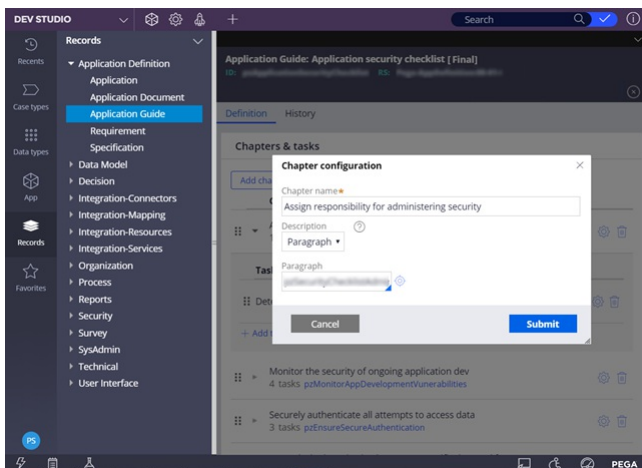 DEV STUDIO
Search
Recents
Case types
Data types
App
Records
Favorites
PS
Records
Application Definition
Application
Application Document
Application Guide
Requirement
Specification
Data Model
Decision
Integration-Connectors
Integration-Mapping
Integration-Resources
Integration-Services
Organization
Process
Reports
Security
Survey
SysAdmin
Technical
User Interface
Application Guide: Application security checklist [Final]
ID:
RS:
Definition History
Chapters & tasks
Add cha
Chapter configuration
Chapter name
Assign responsibility for administering security
Description
Paragraph
Paragraph
Cancel
Submit
Monitor the security of ongoing application dev
4 tasks pzMonitorAppDevelopmentVunerabilities
Securely authenticate all attempts to access data
3 tasks pzEnsureSecureAuthentication
PEGA